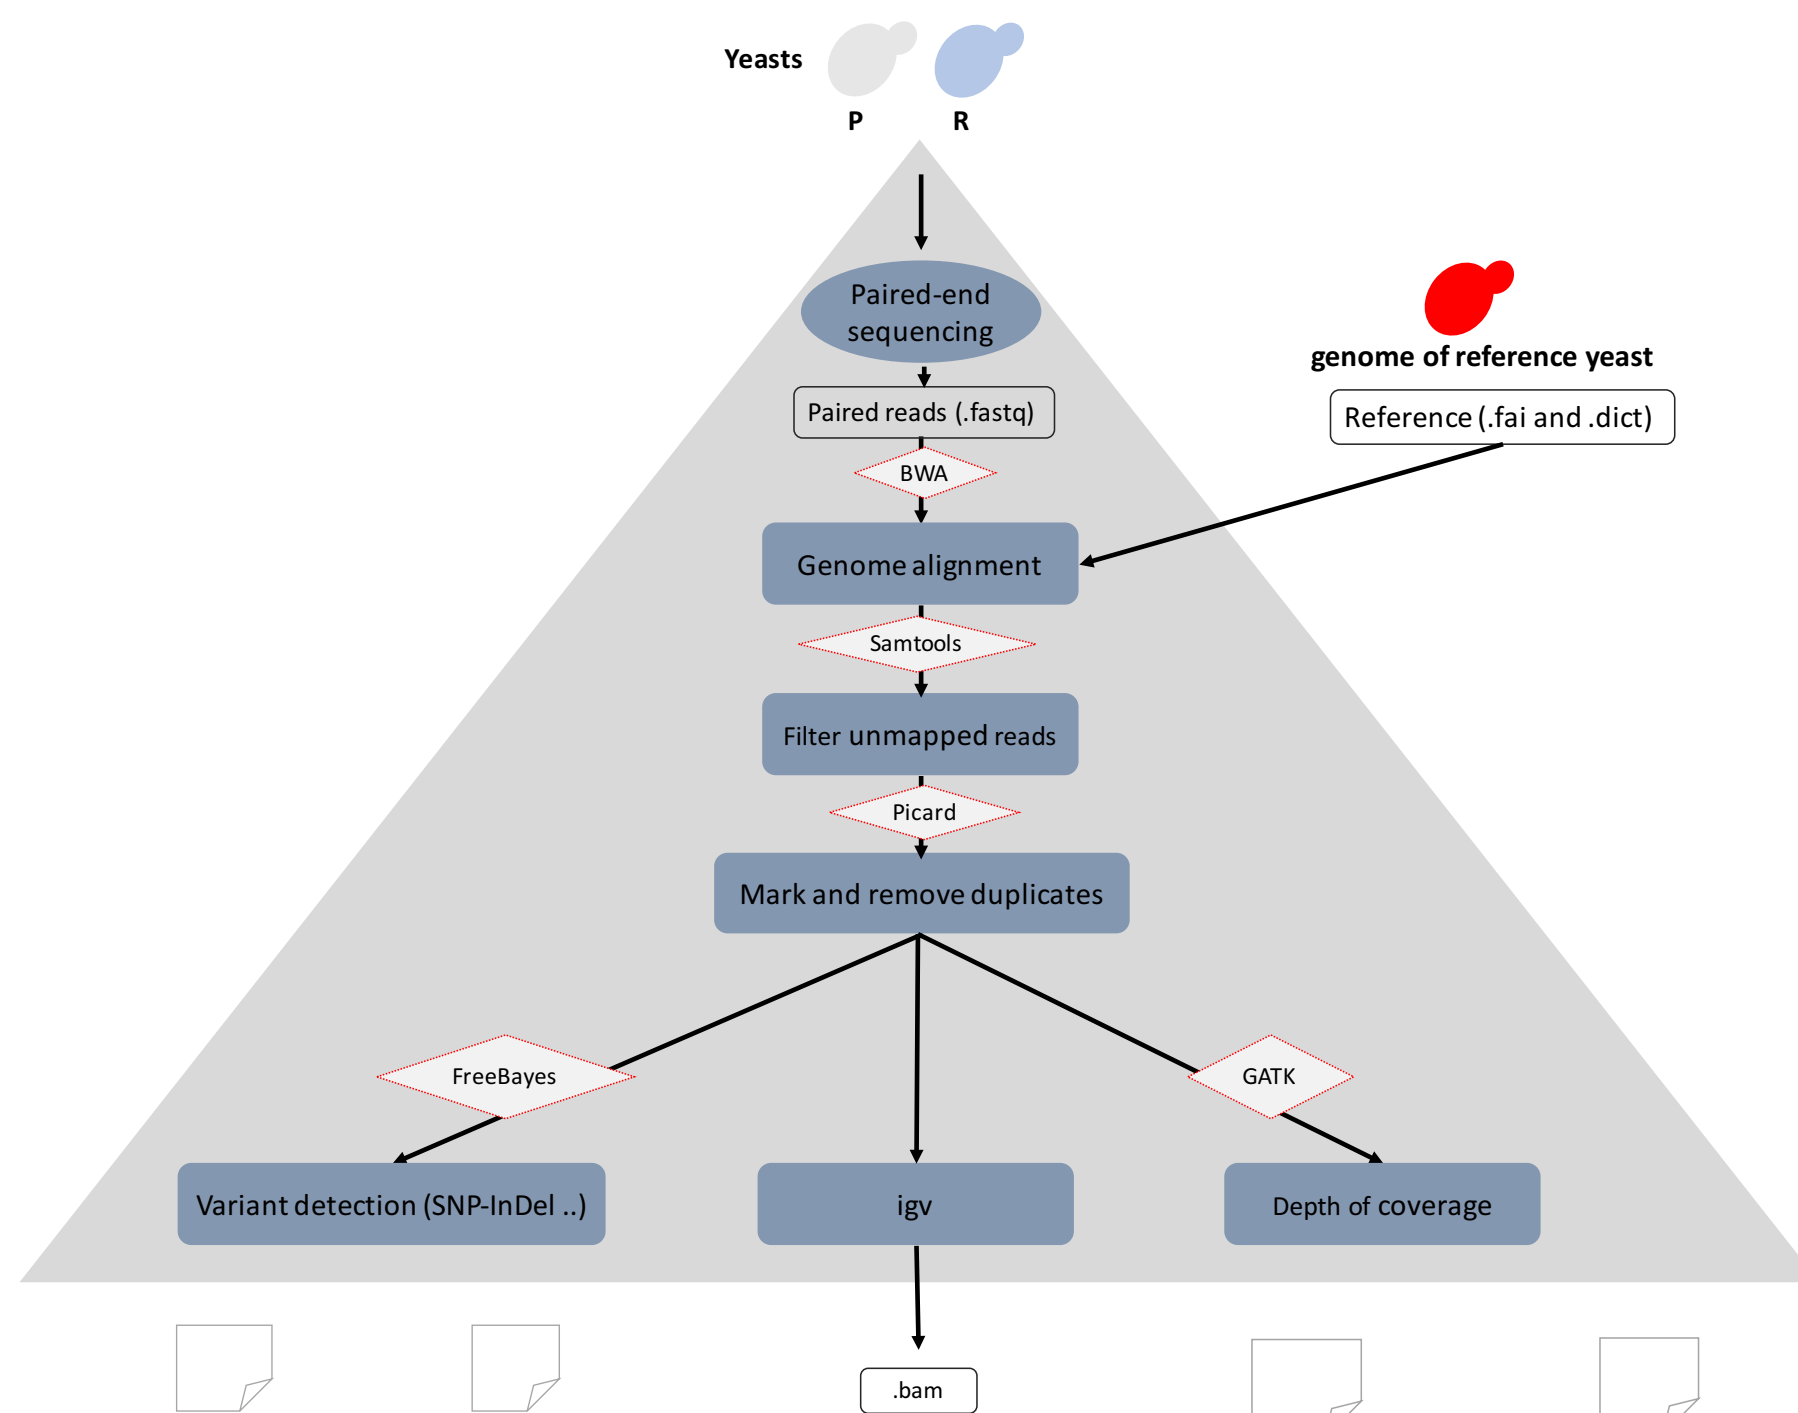 Yeasts
P
R
Paired-end
sequencing
genome of reference yeast
Paired reads (.fastq)
Reference (.fai and .dict)
BWA
Genome alignment
Samtools
Filter unmapped reads
Picard
Mark and remove duplicates
FreeBayes
GATK
Variant detection (SNP-InDel ..)
igv
Depth of coverage
.bam